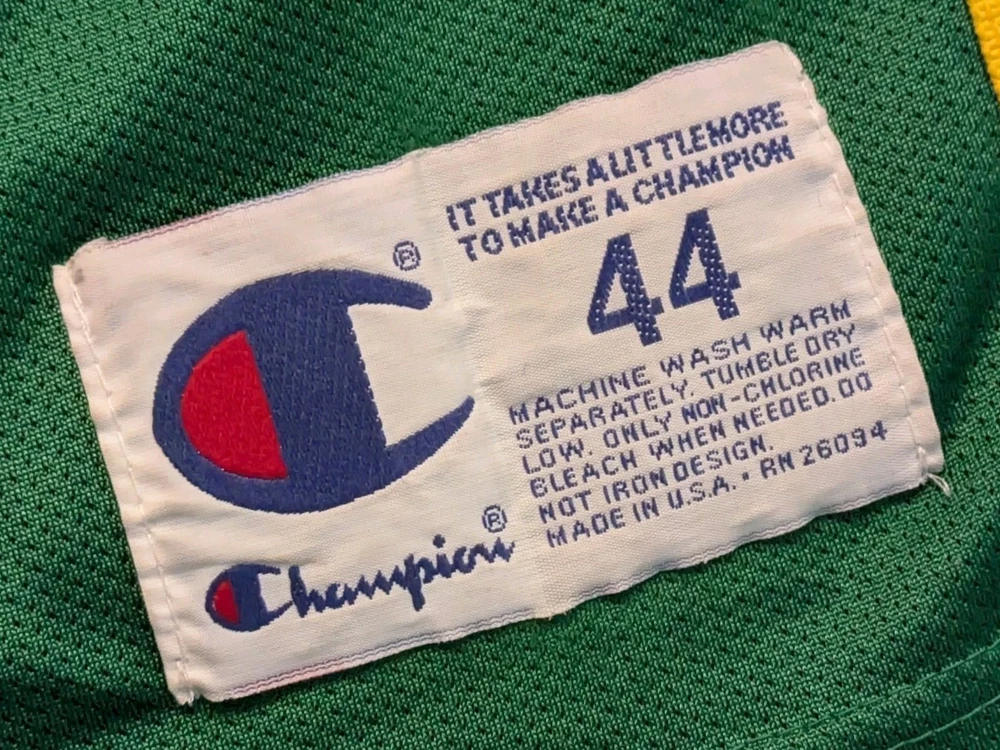 IT TAKES A LITTLE MORE
TO MAKE A CHAMPION
44
MACHINE WASH WARM
SEPARATELY. TUMBLE DRY
LOW. ONLY NON-CHLORINE
BLEACH WHEN NEEDED. DO
NOT IRON DESIGN.
MADE IN U.S.A. • RN 26094
®
Champion®